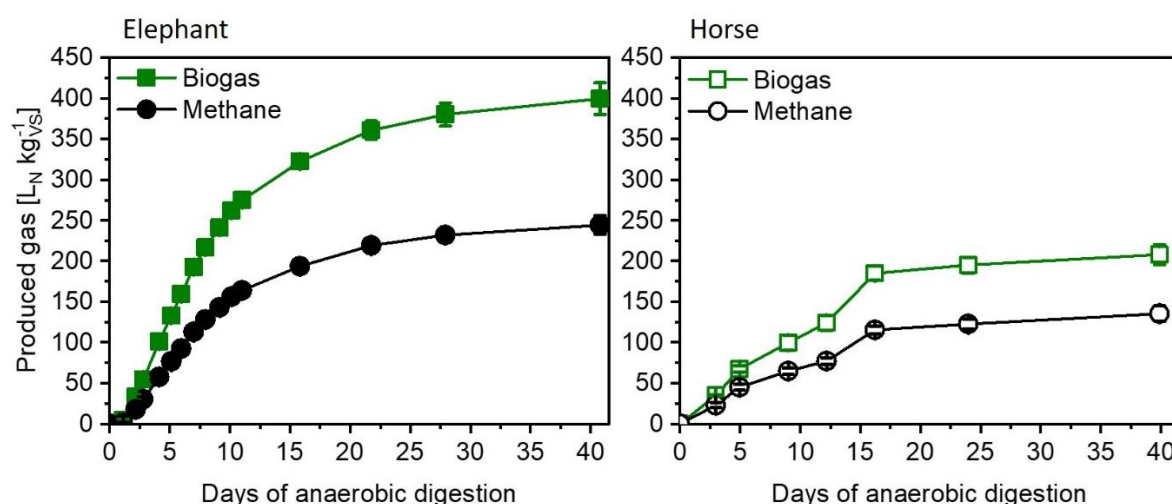 Elephant
Horse
Biogas
Methane
Biogas
Methane
Produced gas [L_N kg⁻¹_VS]
450
400
350
300
250
200
150
100
50
0
450
400
350
300
250
200
150
100
50
0
0 5 10 15 20 25 30 35 40
0 5 10 15 20 25 30 35 40
Days of anaerobic digestion
Days of anaerobic digestion